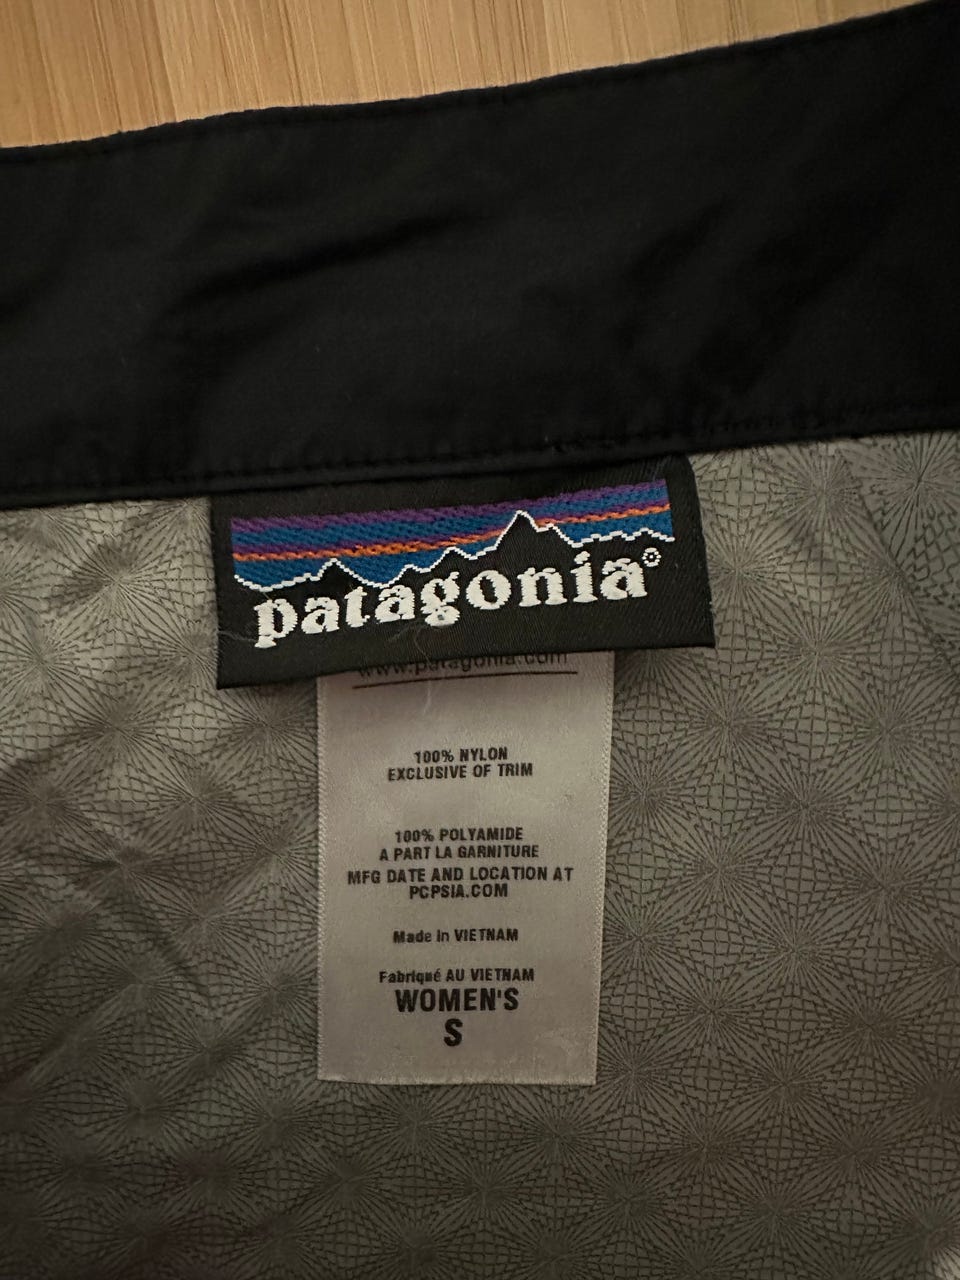 patagonia®
www.patagonia.com
100% NYLON
EXCLUSIVE OF TRIM
100% POLYAMIDE
A PART LA GARNITURE
MFG DATE AND LOCATION AT
PCPSIA.COM
Made in VIETNAM
Fabriqué AU VIETNAM
WOMEN'S
S